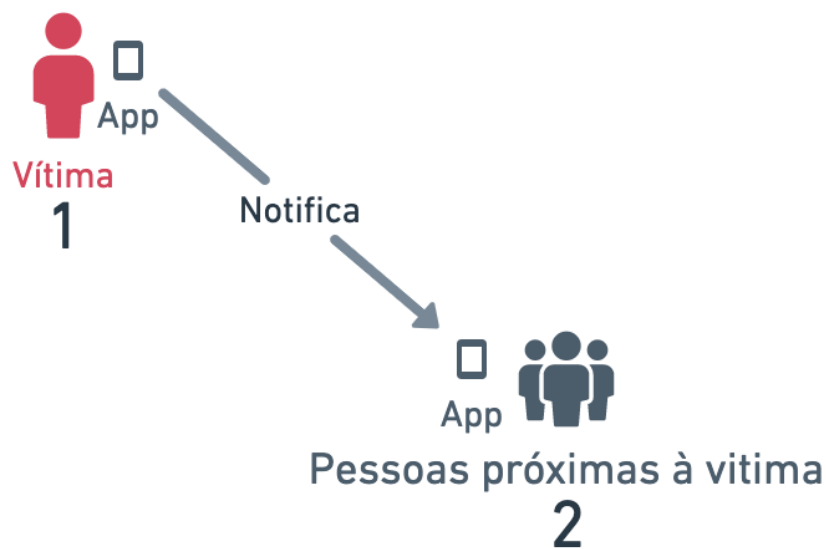 App
Vítima
1
Notifica
App
Pessoas próximas à vitima
2